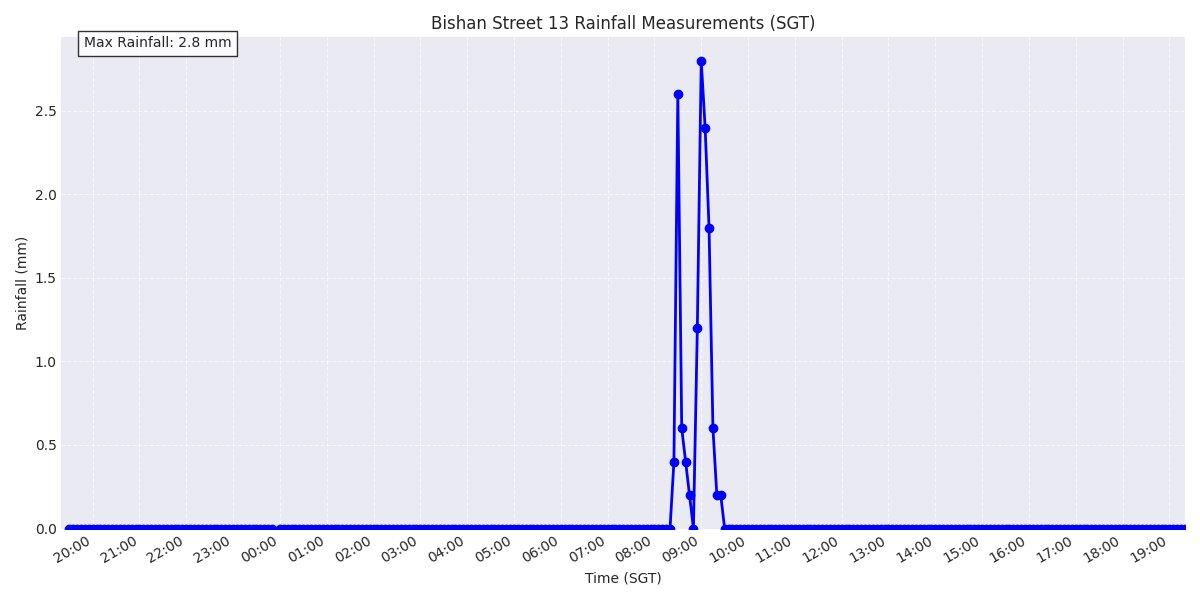 Bishan Street 13 Rainfall Measurements (SGT)
Max Rainfall: 2.8 mm
Rainfall (mm)
2.5
2.0
1.5
1.0
0.5
0.0
20:00 21:00 22:00 23:00 00:00 01:00 02:00 03:00 04:00 05:00 06:00 07:00 08:00 09:00 10:00 11:00 12:00 13:00 14:00 15:00 16:00 17:00 18:00 19:00
Time (SGT)